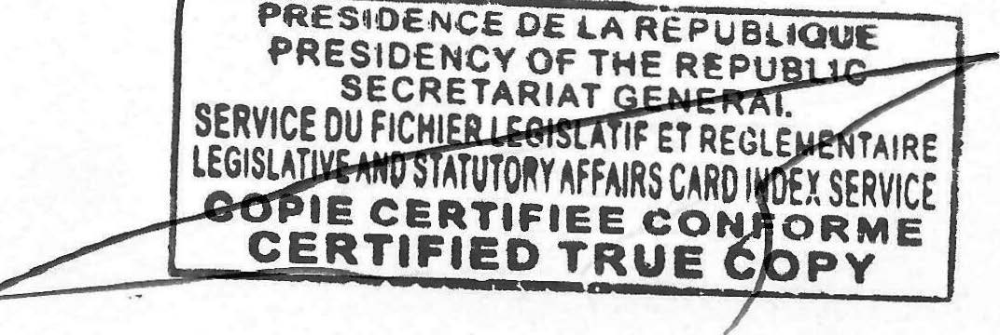 PRESIDENCE DE LA REPUBLIQUE
PRESIDENCY OF THE REPUBLIC
SECRETARIAT GENERAL
SERVICE DU FICHIER LEGISLATIF ET REGLEMENTAIRE
LEGISLATIVE AND STATUTORY AFFAIRS CARD INDEX SERVICE
COPIE CERTIFIEE CONFORME
CERTIFIED TRUE COPY